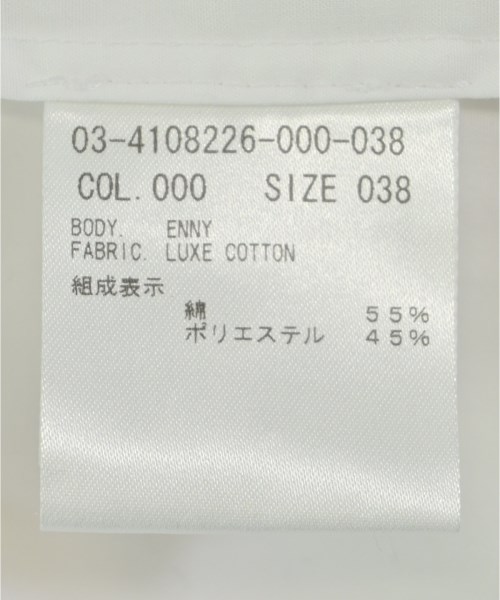 03-4108226-000-038
COL. 000 SIZE 038
BODY. ENNY
FABRIC. LUXE COTTON
組成表示
綿 55%
ポリエステル 45%